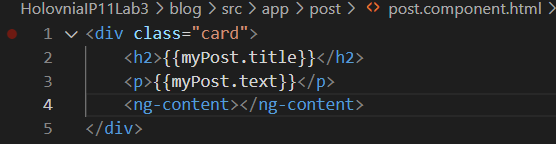 HolovniaIP11Lab3 > blog > src > app > post > <> post.component.html
1 <div class="card">
2 <h2>{{myPost.title}}</h2>
3 <p>{{myPost.text}}</p>
4 <ng-content></ng-content>
5 </div>